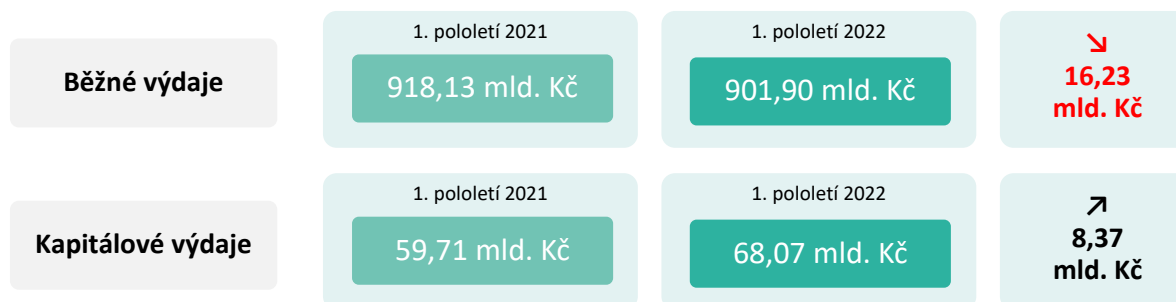 1. pololetí 2021
1. pololetí 2022
Běžné výdaje
918,13 mld. Kč
901,90 mld. Kč
↘
16,23
mld. Kč
1. pololetí 2021
1. pololetí 2022
Kapitálové výdaje
59,71 mld. Kč
68,07 mld. Kč
↗
8,37
mld. Kč